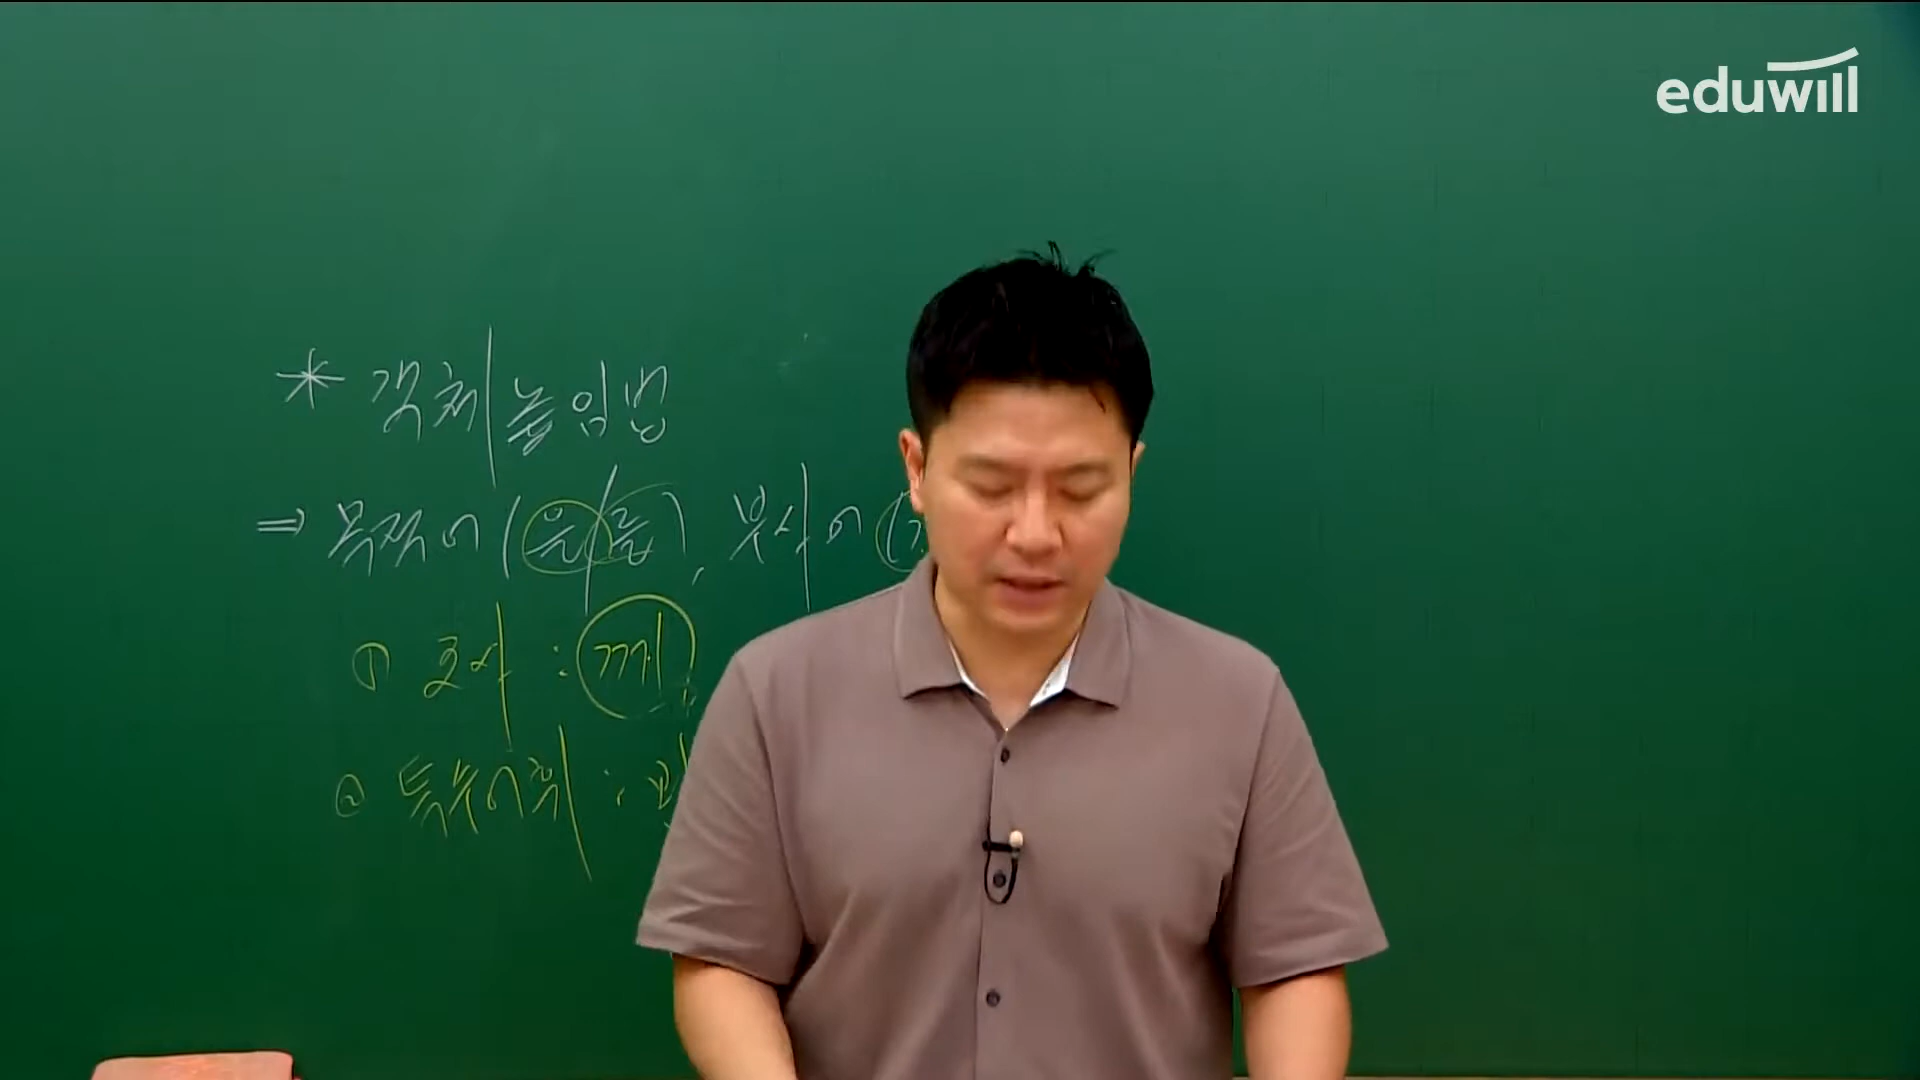 eduwill
* 객체 높임법
⇒ 목적어(을/를), 부사어(
① 조사 : 께
② 특수어휘 :